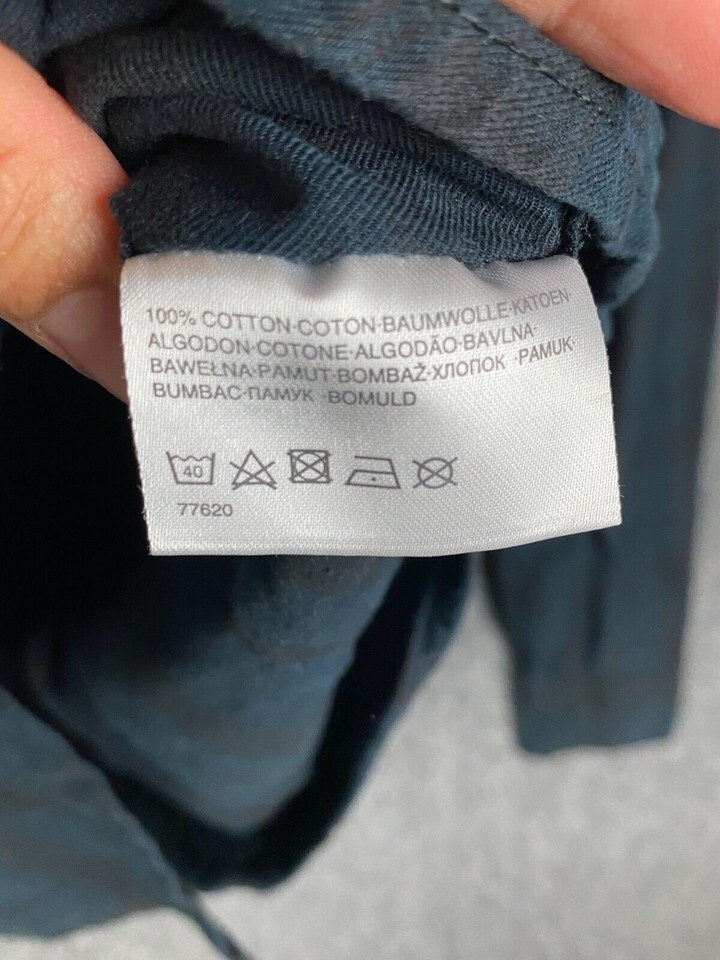 100% COTTON·COTON·BAUMWOLLE·KATOEN·
ALGODON·COTONE·ALGODÃO·BAVLNA·
BAWEŁNA·PAMUT·BOMBAŽ·ХЛОПОК ·PAMUK·
BUMBAC·ПАМУК ·BOMULD
40
77620